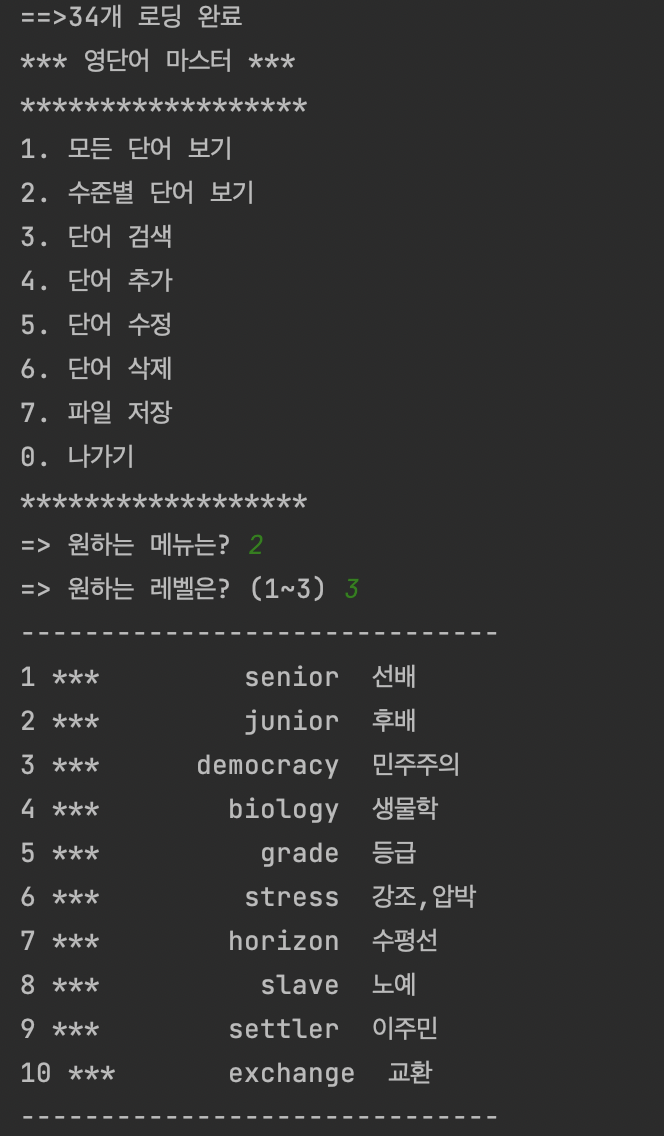 ==>34개 로딩 완료
*** 영단어 마스터 ***
******************
1. 모든 단어 보기
2. 수준별 단어 보기
3. 단어 검색
4. 단어 추가
5. 단어 수정
6. 단어 삭제
7. 파일 저장
0. 나가기
******************
=> 원하는 메뉴는? 2
=> 원하는 레벨은? (1~3) 3
------------------------------
1 ***         senior  선배
2 ***         junior  후배
3 ***      democracy  민주주의
4 ***        biology  생물학
5 ***          grade  등급
6 ***         stress  강조,압박
7 ***        horizon  수평선
8 ***          slave  노예
9 ***        settler  이주민
10 ***       exchange  교환
------------------------------